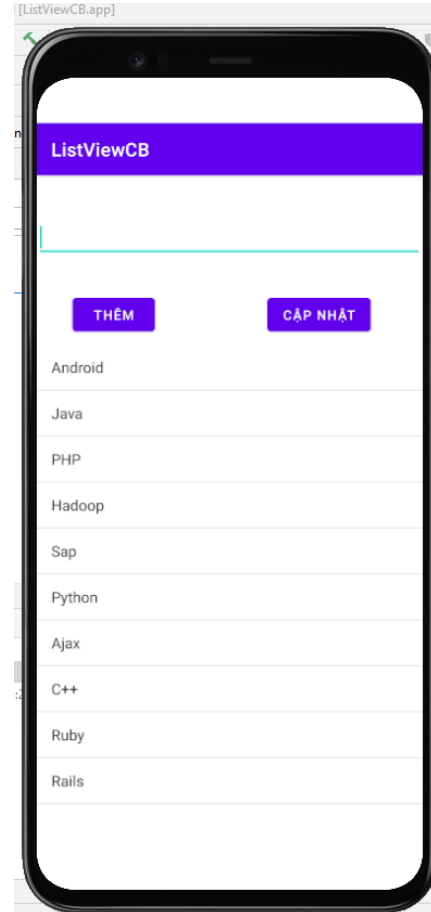 [ListViewCB.app]
ListViewCB
THÊM CẬP NHẬT
Android
Java
PHP
Hadoop
Sap
Python
Ajax
C++
Ruby
Rails